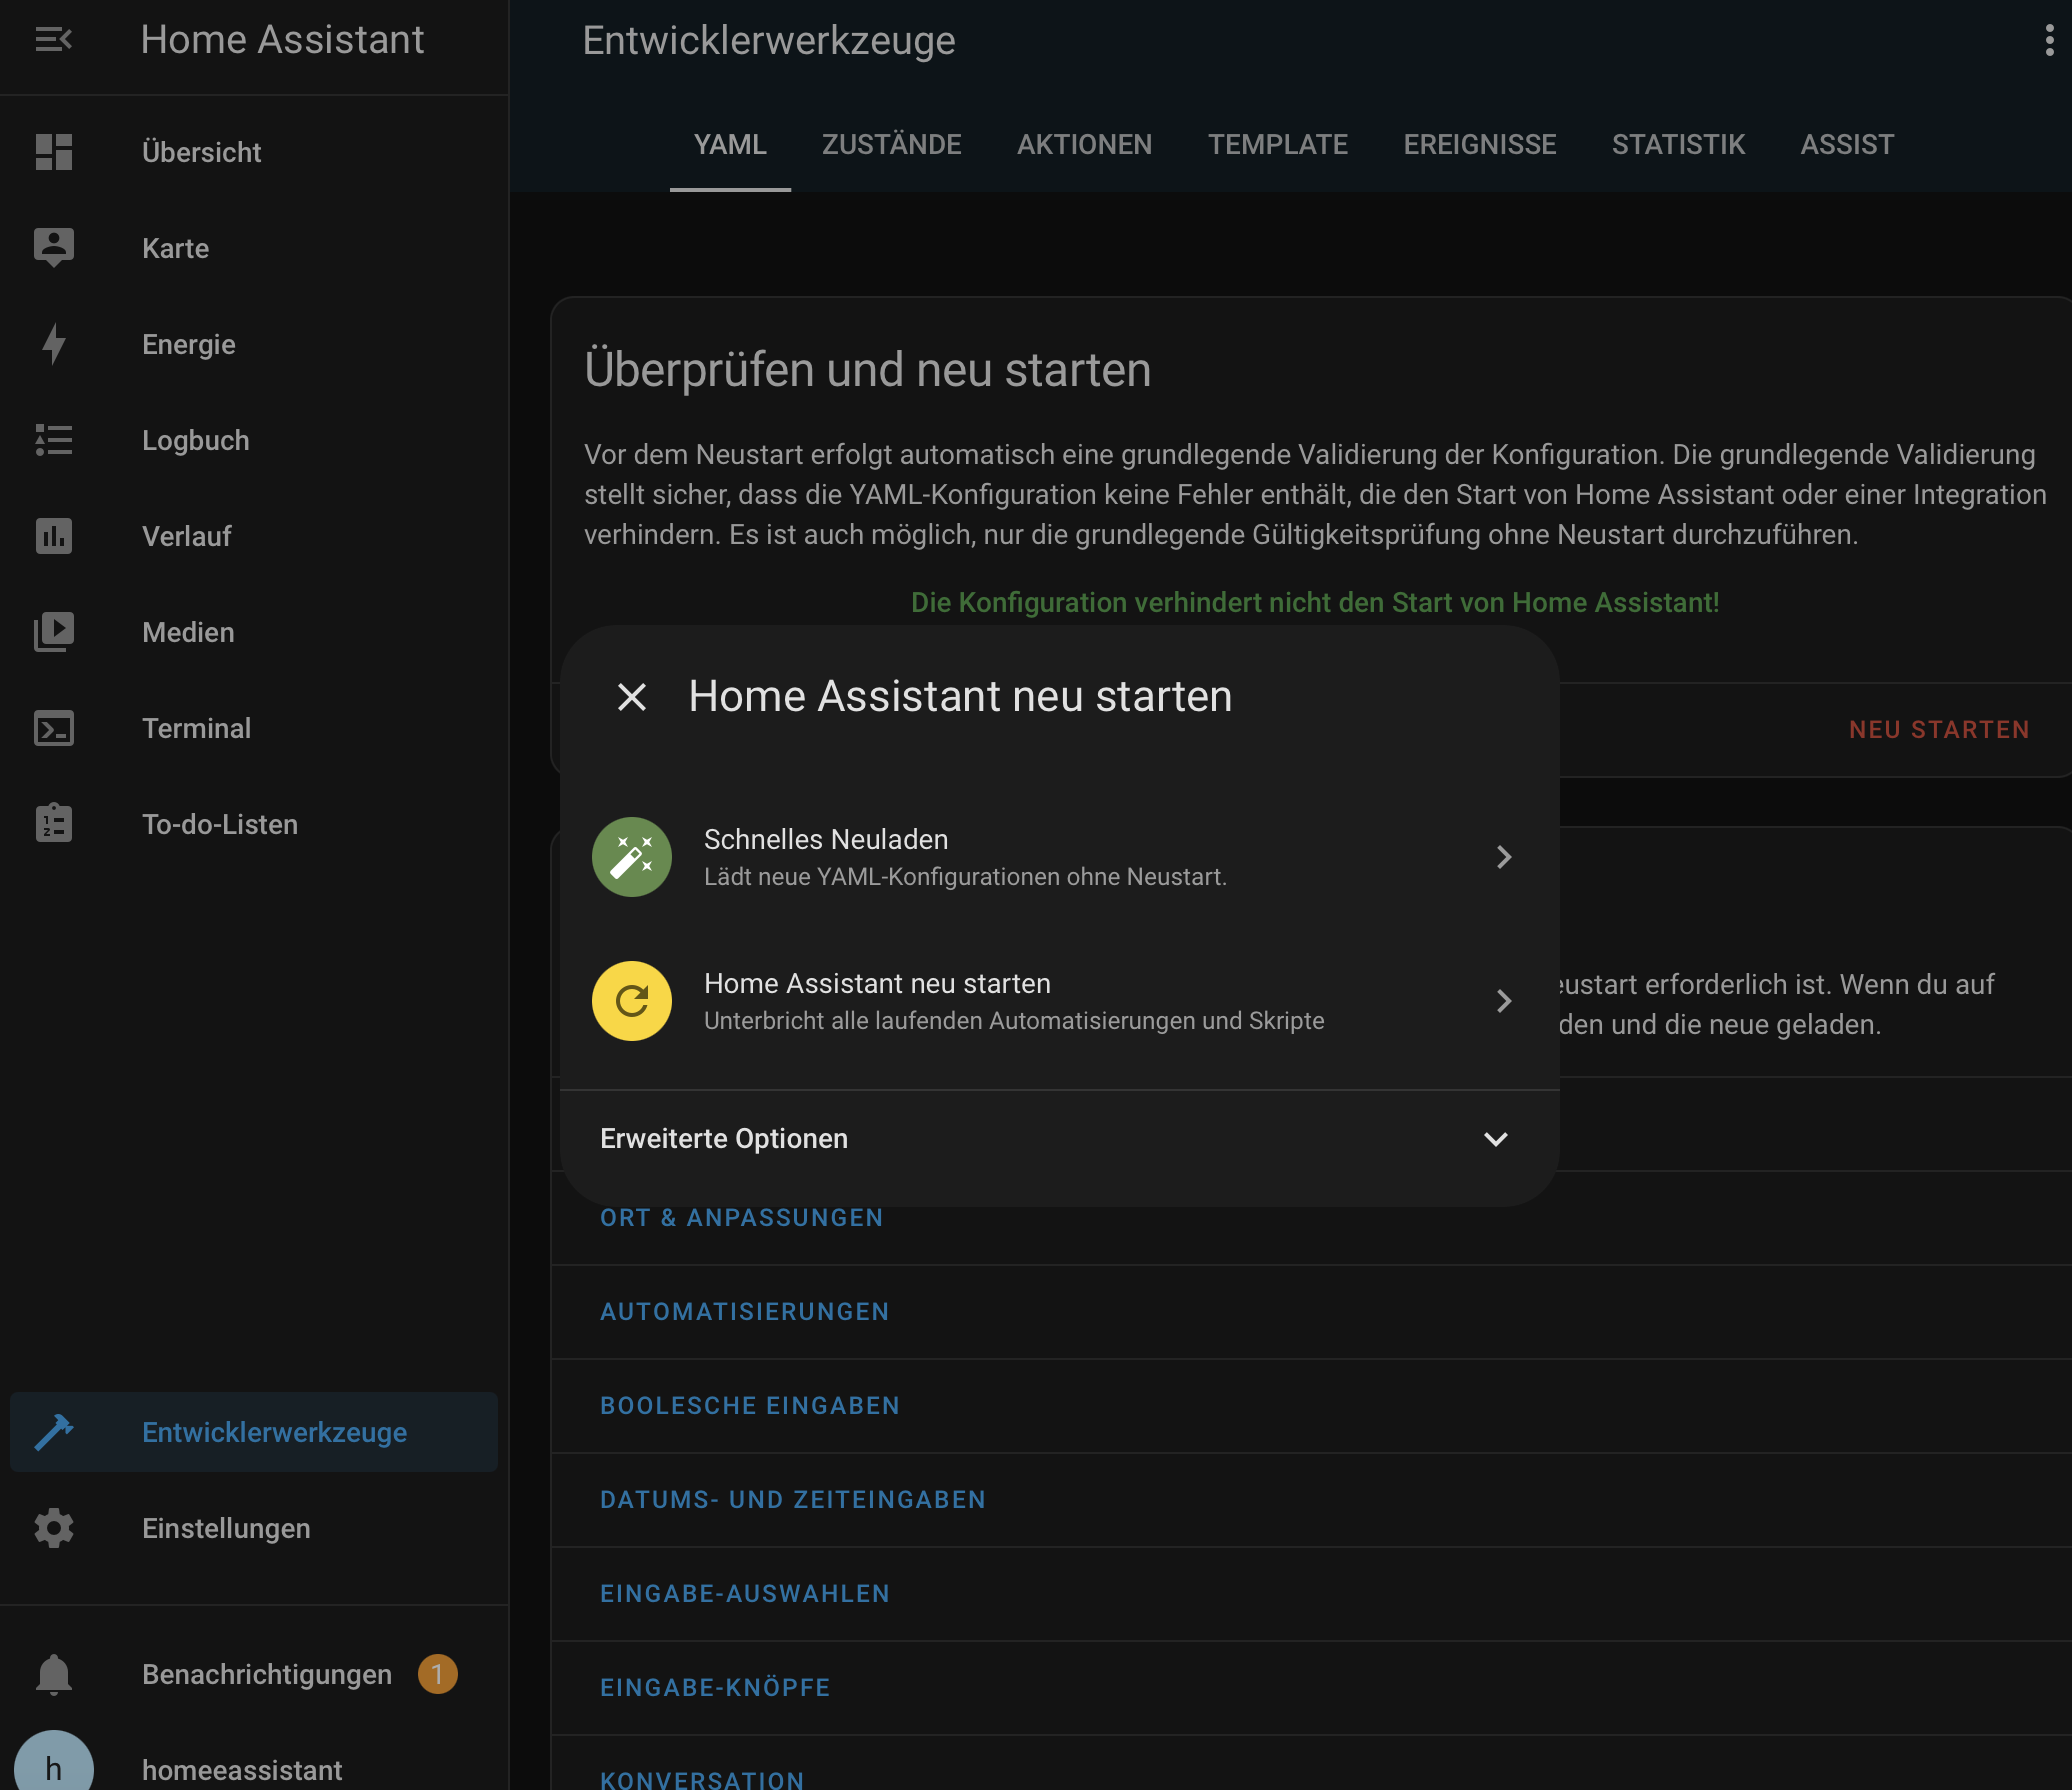 Home Assistant
Übersicht
Karte
Energie
Logbuch
Verlauf
Medien
Terminal
To-do-Listen
Entwicklerwerkzeuge
Einstellungen
Benachrichtigungen 1
h homeeassistant
Entwicklerwerkzeuge
YAML ZUSTÄNDE AKTIONEN TEMPLATE EREIGNISSE STATISTIK ASSIST
Überprüfen und neu starten
Vor dem Neustart erfolgt automatisch eine grundlegende Validierung der Konfiguration. Die grundlegende Validierung
stellt sicher, dass die YAML-Konfiguration keine Fehler enthält, die den Start von Home Assistant oder einer Integration
verhindern. Es ist auch möglich, nur die grundlegende Gültigkeitsprüfung ohne Neustart durchzuführen.
Die Konfiguration verhindert nicht den Start von Home Assistant!
NEU STARTEN
Home Assistant neu starten
Schnelles Neuladen
Lädt neue YAML-Konfigurationen ohne Neustart.
Home Assistant neu starten
Unterbricht alle laufenden Automatisierungen und Skripte
Erweiterte Optionen
eustart erforderlich ist. Wenn du auf
den und die neue geladen.
ORT & ANPASSUNGEN
AUTOMATISIERUNGEN
BOOLESCHE EINGABEN
DATUMS- UND ZEITEINGABEN
EINGABE-AUSWAHLEN
EINGABE-KNÖPFE
KONVERSATION